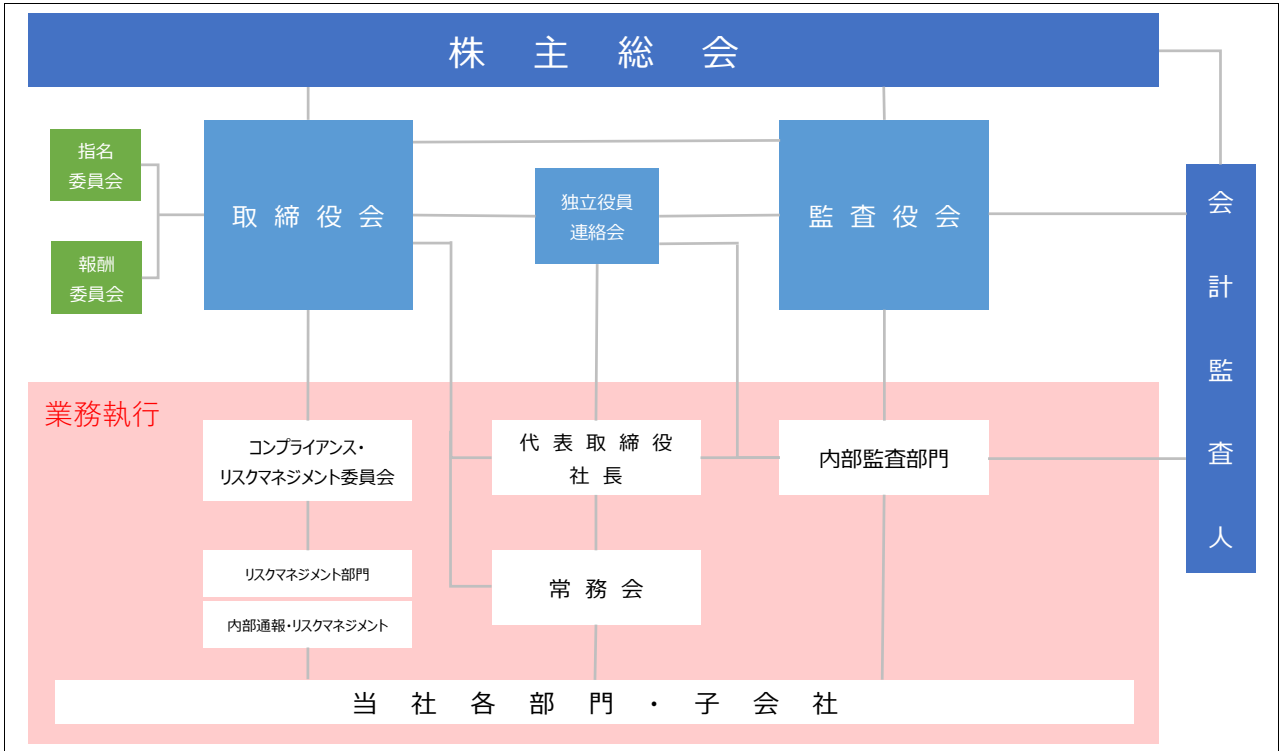 株主総会
指名
委員会
報酬
委員会
取締役会
独立役員
連絡会
監査役会
会計監査人
業務執行
コンプライアンス・
リスクマネジメント委員会
代表取締役
社長
内部監査部門
リスクマネジメント部門
内部通報・リスクマネジメント
常務会
当社各部門・子会社